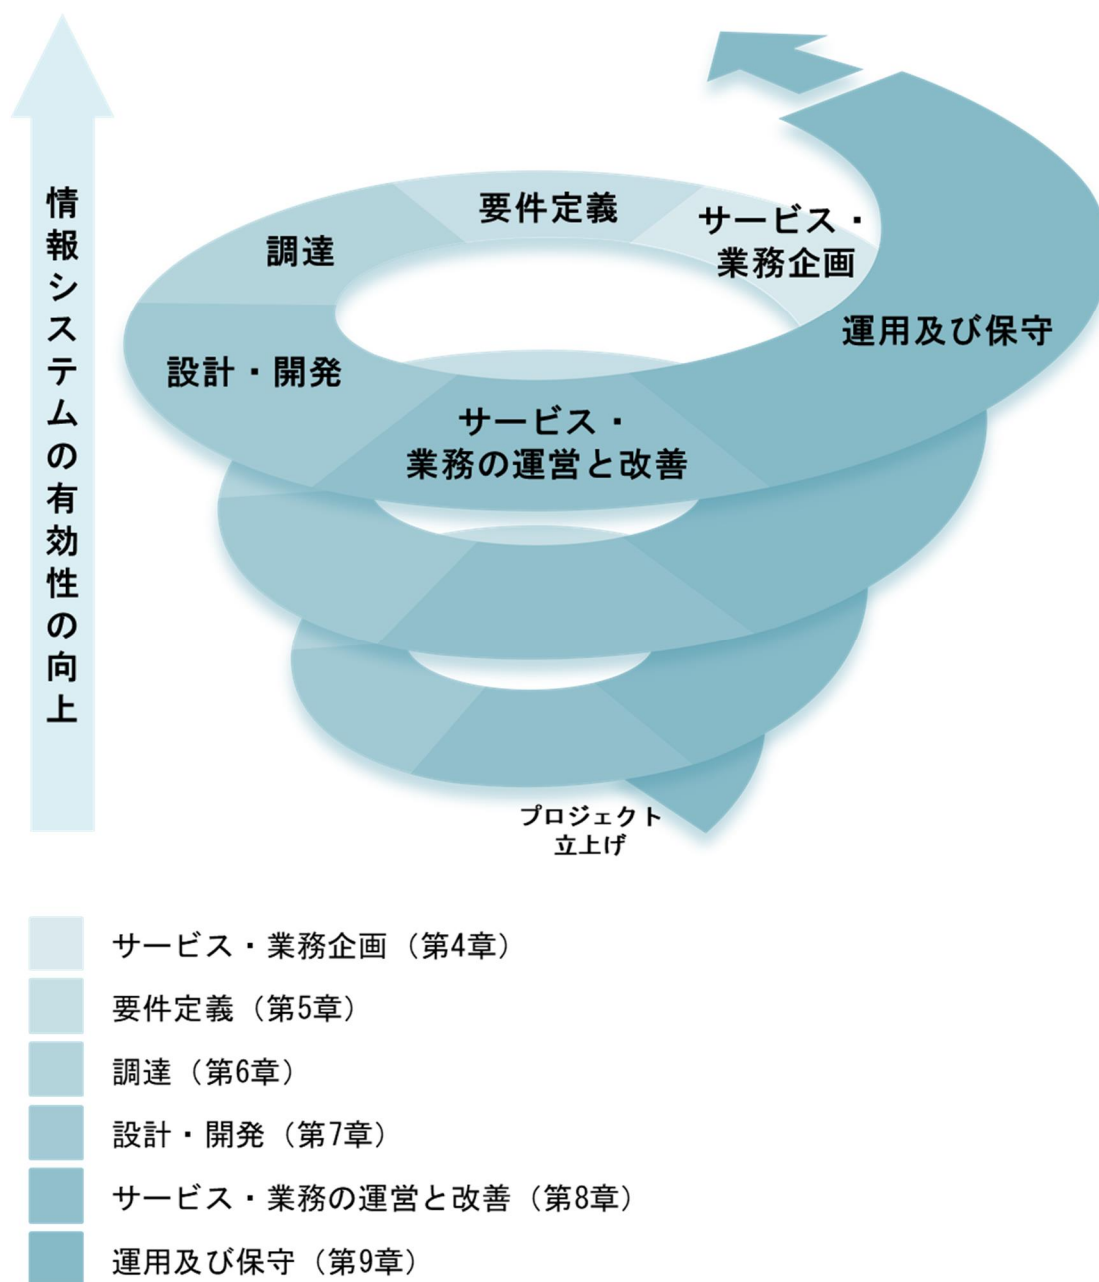 情報システムの有効性の向上
要件定義
サービス・
業務企画
調達
運用及び保守
設計・開発
サービス・
業務の運営と改善
プロジェクト
立上げ
サービス・業務企画（第4章）
要件定義（第5章）
調達（第6章）
設計・開発（第7章）
サービス・業務の運営と改善（第8章）
運用及び保守（第9章）